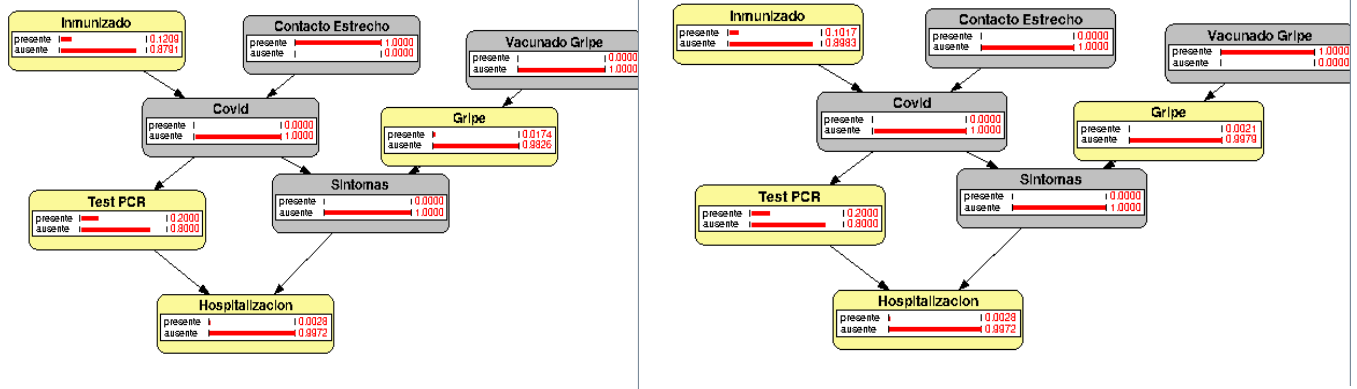 Inmunizado
presente 0.1209
ausente 0.8791
Contacto Estrecho
presente 1.0000
ausente 0.0000
Vacunado Gripe
presente 0.0000
ausente 1.0000
Covid
presente 0.0000
ausente 1.0000
Gripe
presente 0.0174
ausente 0.9826
Test PCR
presente 0.2000
ausente 0.8000
Sintomas
presente 0.0000
ausente 1.0000
Hospitalizacion
presente 0.0028
ausente 0.9972
Inmunizado
presente 0.1017
ausente 0.8983
Contacto Estrecho
presente 0.0000
ausente 1.0000
Vacunado Gripe
presente 1.0000
ausente 0.0000
Covid
presente 0.0000
ausente 1.0000
Gripe
presente 0.0021
ausente 0.9979
Test PCR
presente 0.2000
ausente 0.8000
Sintomas
presente 0.0000
ausente 1.0000
Hospitalizacion
presente 0.0028
ausente 0.9972